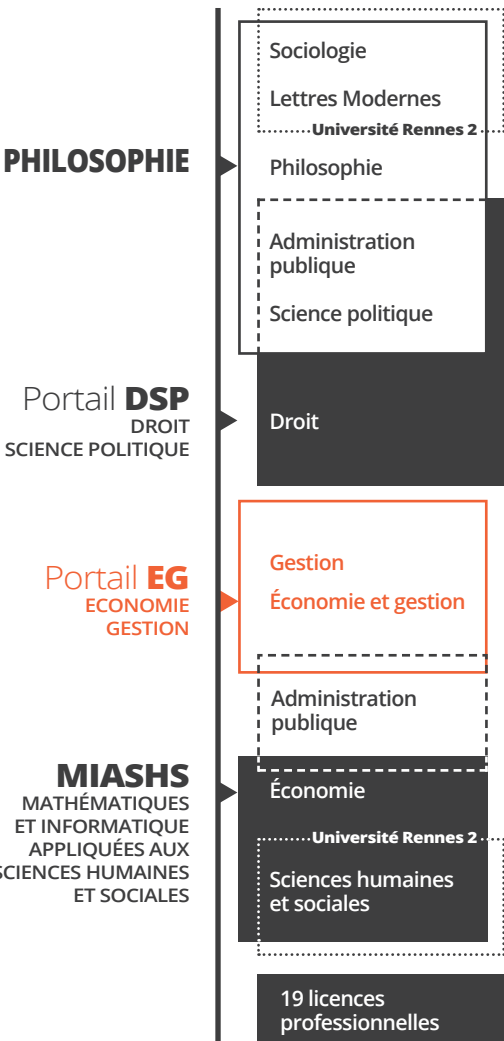 Sociologie
Lettres Modernes
Université Rennes 2
PHILOSOPHIE
Philosophie
Administration
publique
Science politique
Portail DSP
DROIT
SCIENCE POLITIQUE
Droit
Portail EG
ECONOMIE
GESTION
Gestion
Économie et gestion
Administration
publique
MIASHS
MATHÉMATIQUES
ET INFORMATIQUE
APPLIQUÉES AUX
SCIENCES HUMAINES
ET SOCIALES
Économie
Université Rennes 2
Sciences humaines
et sociales
19 licences
professionnelles